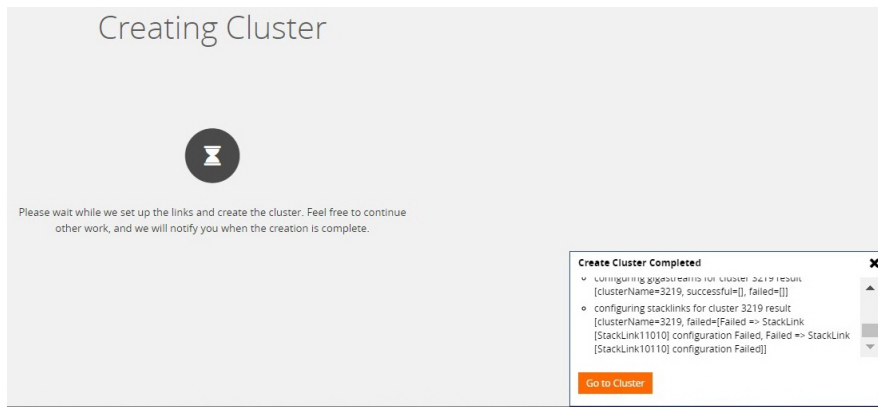 Creating Cluster
Please wait while we set up the links and create the cluster. Feel free to continue
other work, and we will notify you when the creation is complete.
Create Cluster Completed
configuring gigastreams for cluster 3219 result
[clusterName=3219, successful=[], failed=[]]
configuring stacklinks for cluster 3219 result
[clusterName=3219, failed=[Failed => StackLink
[StackLink11010] configuration Failed, Failed => StackLink
[StackLink10110] configuration Failed]]
Go to Cluster